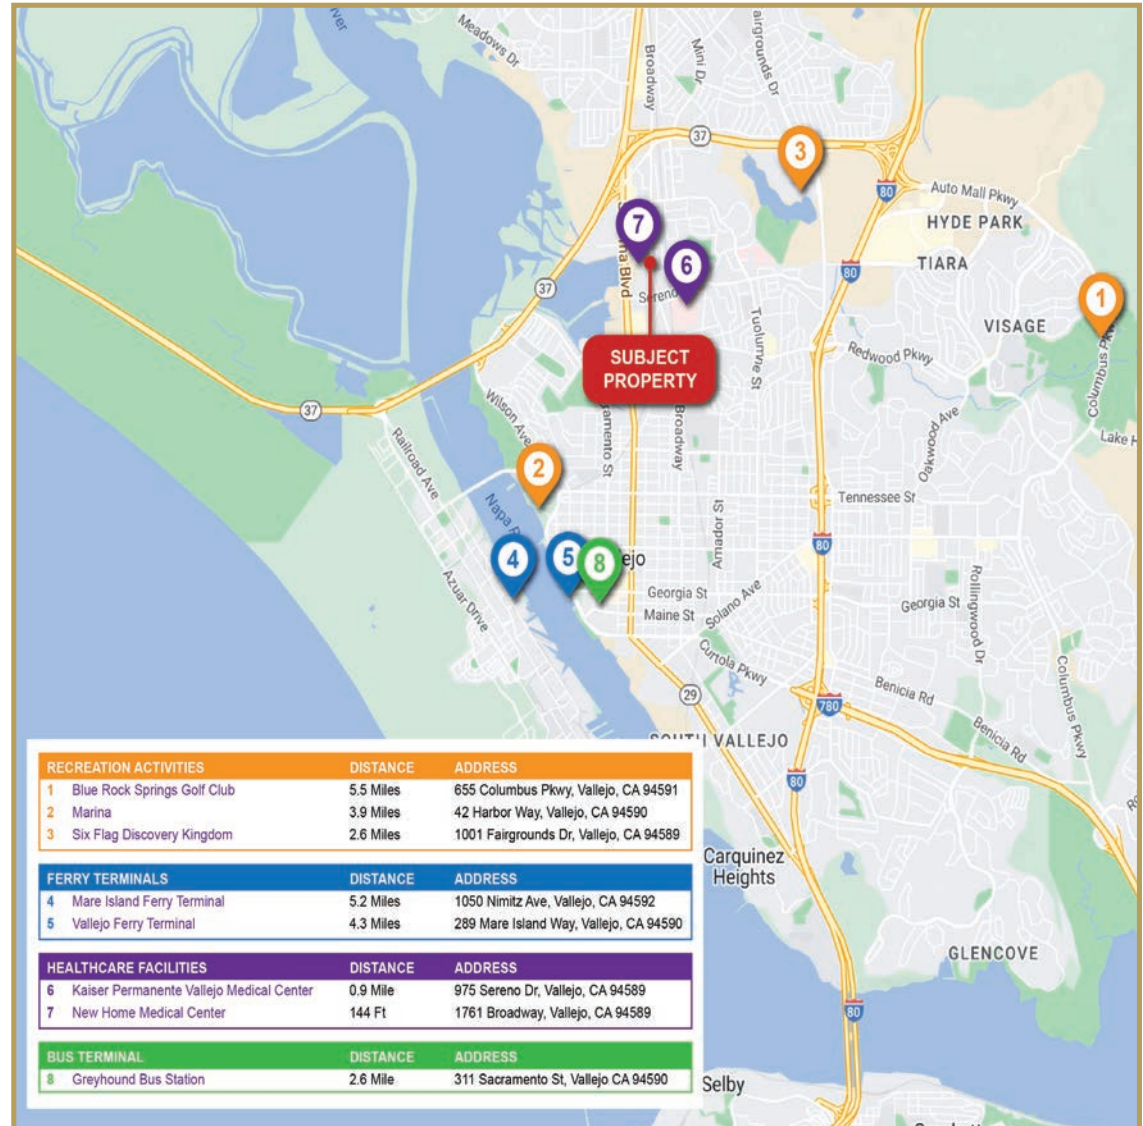 Meadows Dr
Broadway
Mini Dr
Fairgrounds Dr
37
3
80
Auto Mall Pkwy
HYDE PARK
7
6
TIARA
80
37
Sereno
1
VISAGE
SUBJECT
PROPERTY
Tuolumne St
Redwood Pkwy
Columbus Pkwy
37
Wilson Ave
Broadway
Oakwood Ave
Lake H
Railroad Ave
2
Tennessee St
Napa R
Amador St
80
4
5
8
ejo
Azuar Drive
Georgia St
Maine St
Solano Ave
Georgia St
Rollingwood Dr
Curtola Pkwy
29
780
Benicia Rd
Benicia Rd
Columbus Pkwy
SOUTH VALLEJO
80
RECREATION ACTIVITIES DISTANCE ADDRESS
1 Blue Rock Springs Golf Club 5.5 Miles 655 Columbus Pkwy, Vallejo, CA 94591
2 Marina 3.9 Miles 42 Harbor Way, Vallejo, CA 94590
3 Six Flag Discovery Kingdom 2.6 Miles 1001 Fairgrounds Dr, Vallejo, CA 94589
FERRY TERMINALS DISTANCE ADDRESS
4 Mare Island Ferry Terminal 5.2 Miles 1050 Nimitz Ave, Vallejo, CA 94592
5 Vallejo Ferry Terminal 4.3 Miles 289 Mare Island Way, Vallejo, CA 94590
HEALTHCARE FACILITIES DISTANCE ADDRESS
6 Kaiser Permanente Vallejo Medical Center 0.9 Mile 975 Sereno Dr, Vallejo, CA 94589
7 New Home Medical Center 144 Ft 1761 Broadway, Vallejo, CA 94589
BUS TERMINAL DISTANCE ADDRESS
8 Greyhound Bus Station 2.6 Mile 311 Sacramento St, Vallejo CA 94590
Carquinez
Heights
GLENCOVE
80
Selby